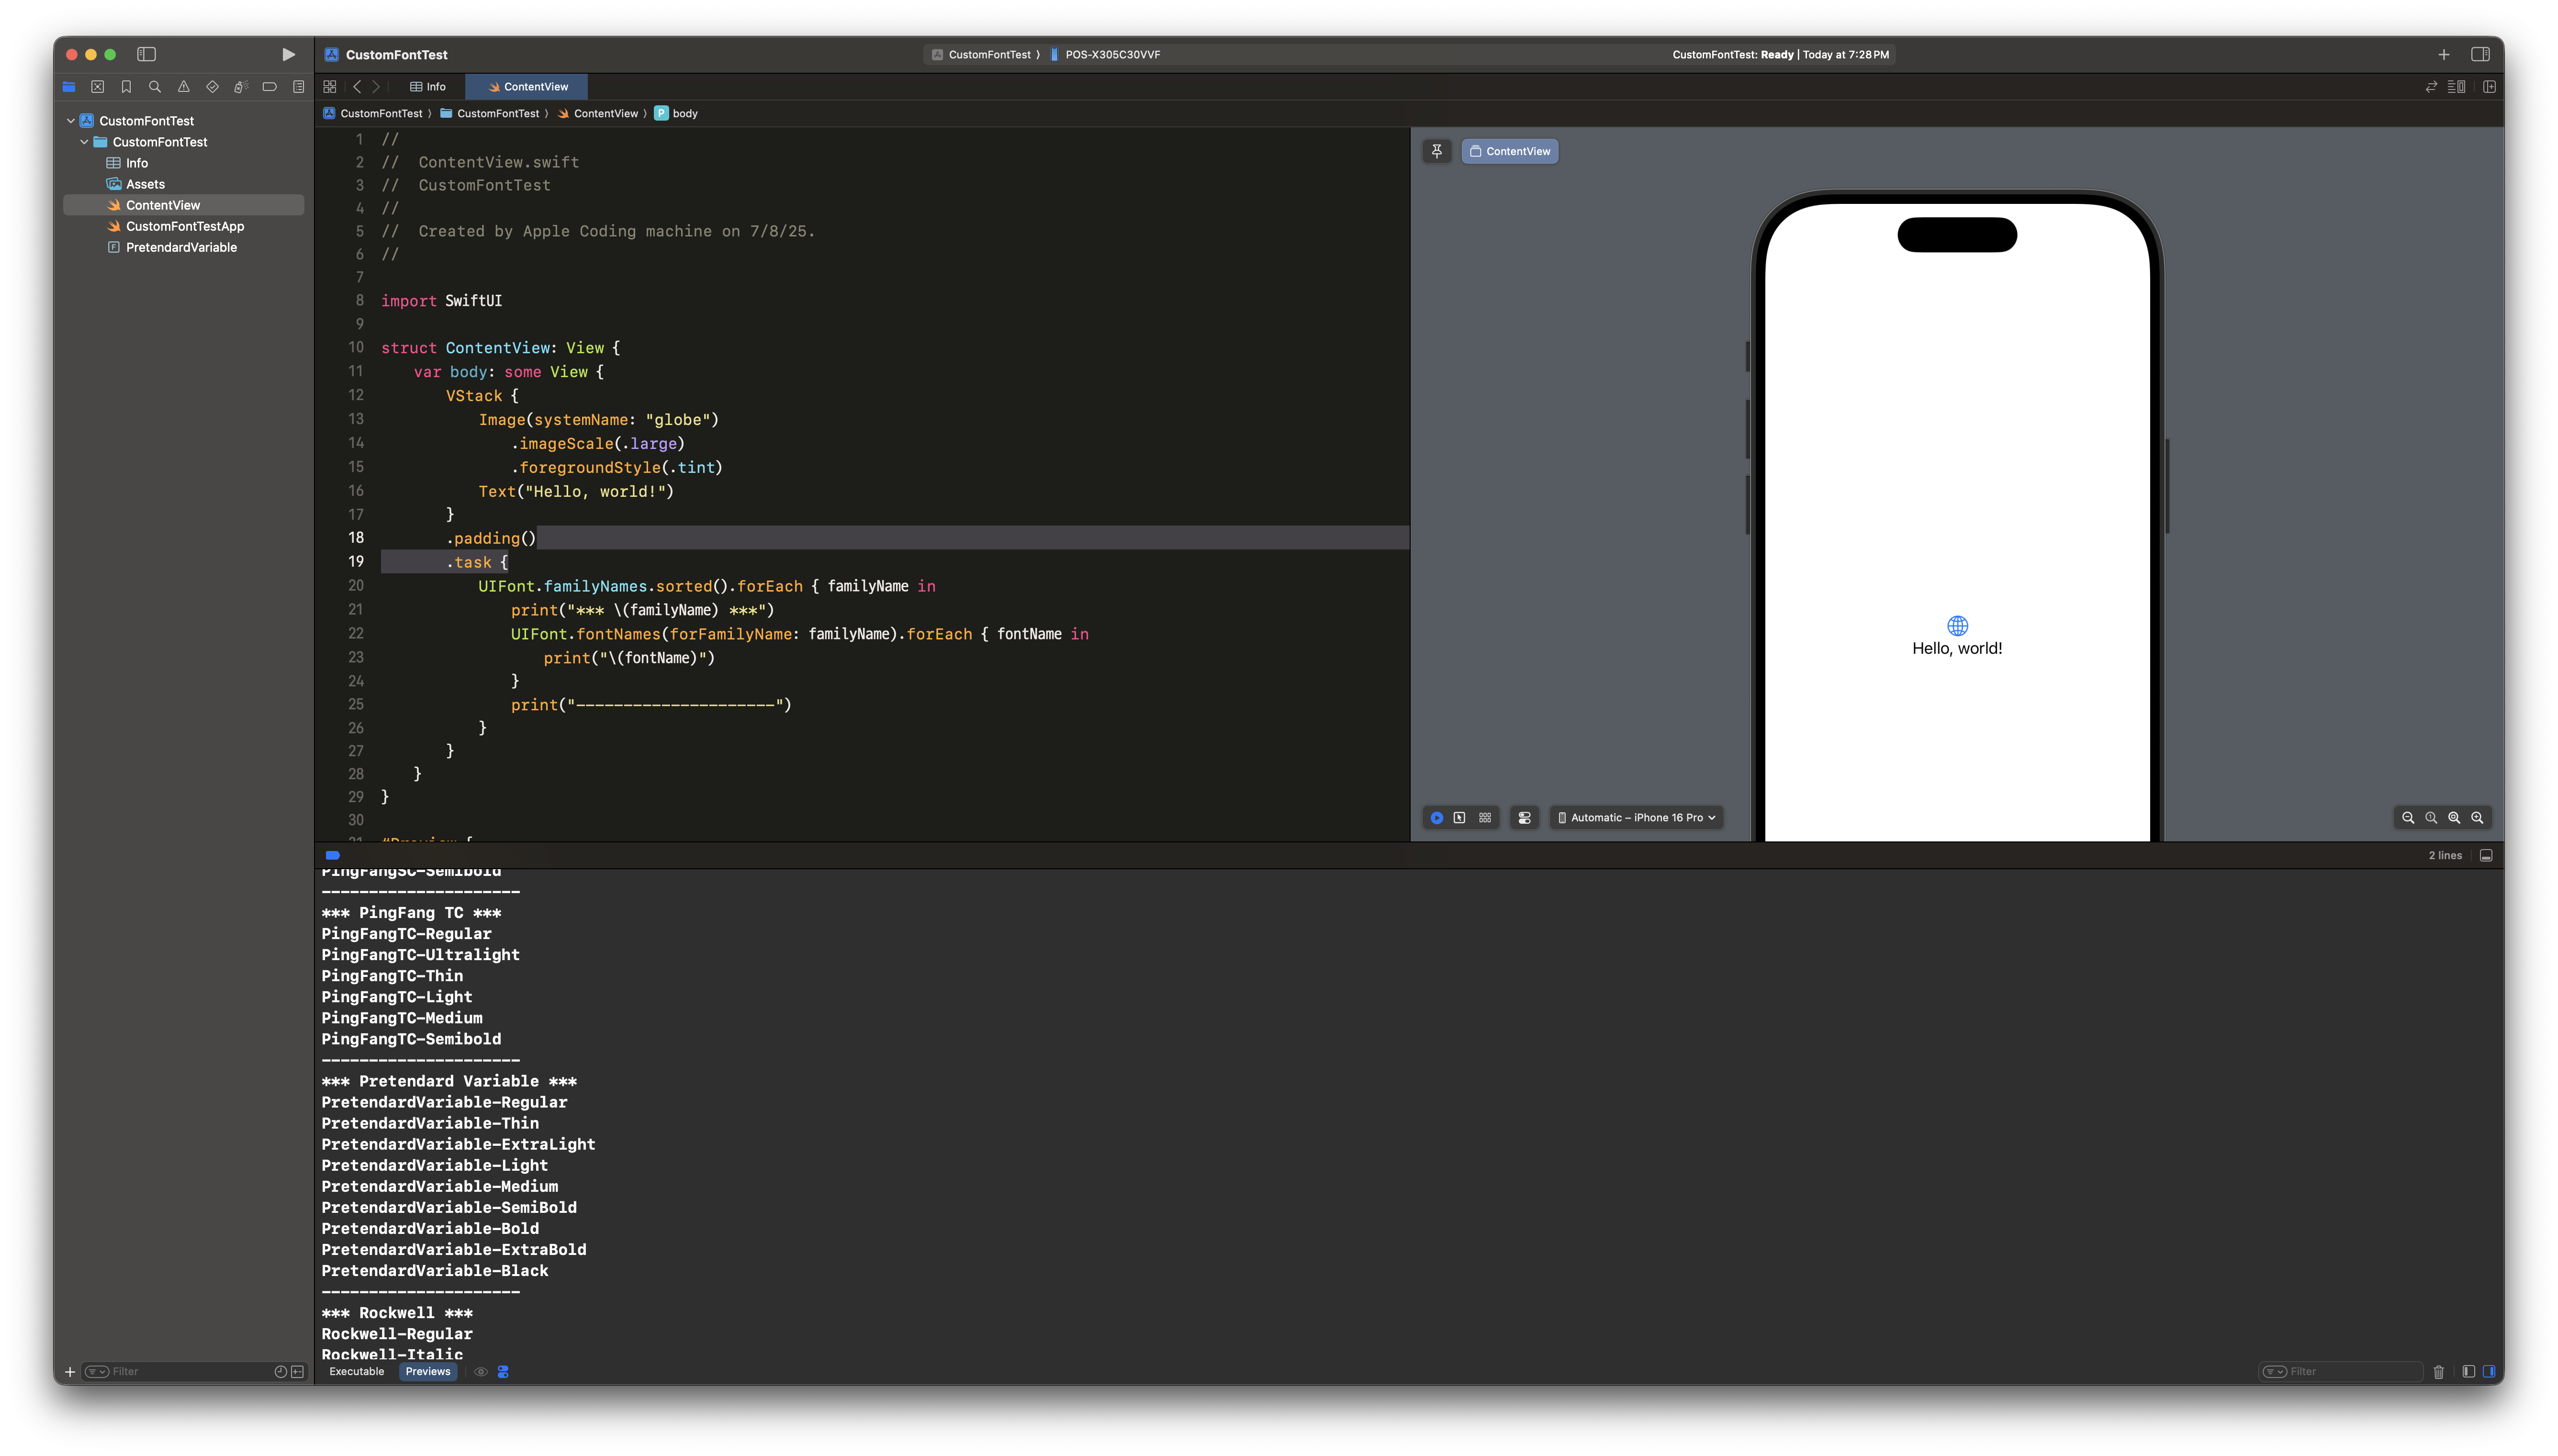 CustomFontTest
CustomFontTest 〉 POS-X305C30VVF
CustomFontTest: Ready | Today at 7:28 PM
Info
ContentView
CustomFontTest 〉 CustomFontTest 〉 ContentView 〉 P body
CustomFontTest
CustomFontTest
Info
Assets
ContentView
CustomFontTestApp
F PretendardVariable
1 //
2 //  ContentView.swift
3 //  CustomFontTest
4 //
5 //  Created by Apple Coding machine on 7/8/25.
6 //
7
8 import SwiftUI
9
10 struct ContentView: View {
11     var body: some View {
12         VStack {
13             Image(systemName: "globe")
14                 .imageScale(.large)
15                 .foregroundStyle(.tint)
16             Text("Hello, world!")
17         }
18         .padding()
19         .task {
20             UIFont.familyNames.sorted().forEach { familyName in
21                 print("*** \(familyName) ***")
22                 UIFont.fontNames(forFamilyName: familyName).forEach { fontName in
23                     print("\(fontName)")
24                 }
25                 print("---------------------")
26             }
27         }
28     }
29 }
30
31 #Preview {
ContentView
Hello, world!
Automatic – iPhone 16 Pro
2 lines
PingFangSC-Semibold
---------------------
*** PingFang TC ***
PingFangTC-Regular
PingFangTC-Ultralight
PingFangTC-Thin
PingFangTC-Light
PingFangTC-Medium
PingFangTC-Semibold
---------------------
*** Pretendard Variable ***
PretendardVariable-Regular
PretendardVariable-Thin
PretendardVariable-ExtraLight
PretendardVariable-Light
PretendardVariable-Medium
PretendardVariable-SemiBold
PretendardVariable-Bold
PretendardVariable-ExtraBold
PretendardVariable-Black
---------------------
*** Rockwell ***
Rockwell-Regular
Rockwell-Italic
Filter
Executable
Previews
Filter